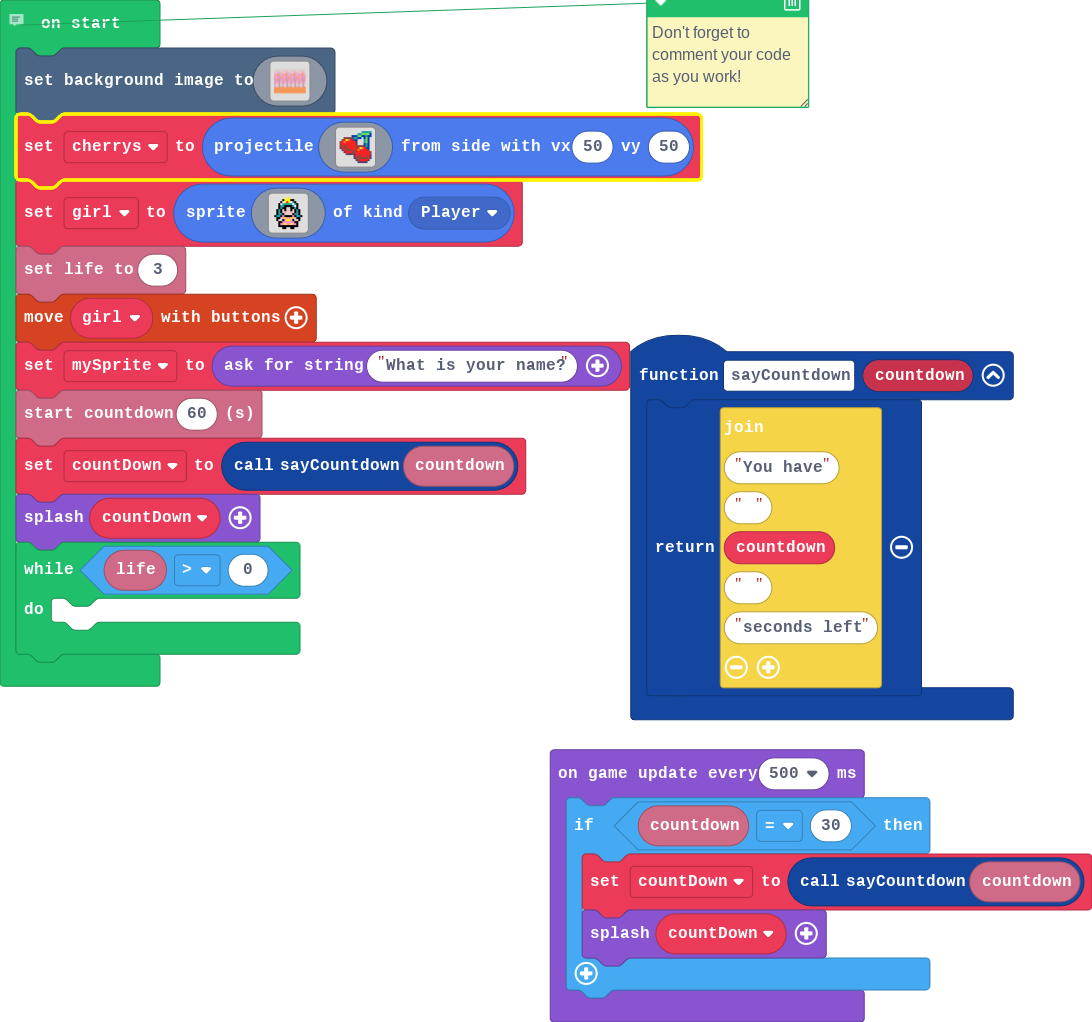 on start
Don't forget to
comment your code
as you work!
set background image to
set cherrys to projectile from side with vx 50 vy 50
set girl to sprite of kind Player
set life to 3
move girl with buttons
set mySprite to ask for string "What is your name?"
start countdown 60 (s)
set countDown to call sayCountdown countdown
splash countDown
while life > 0
do
function sayCountdown countdown
join
"You have"
" "
return countdown
" "
"seconds left"
on game update every 500 ms
if countdown = 30 then
set countDown to call sayCountdown countdown
splash countDown